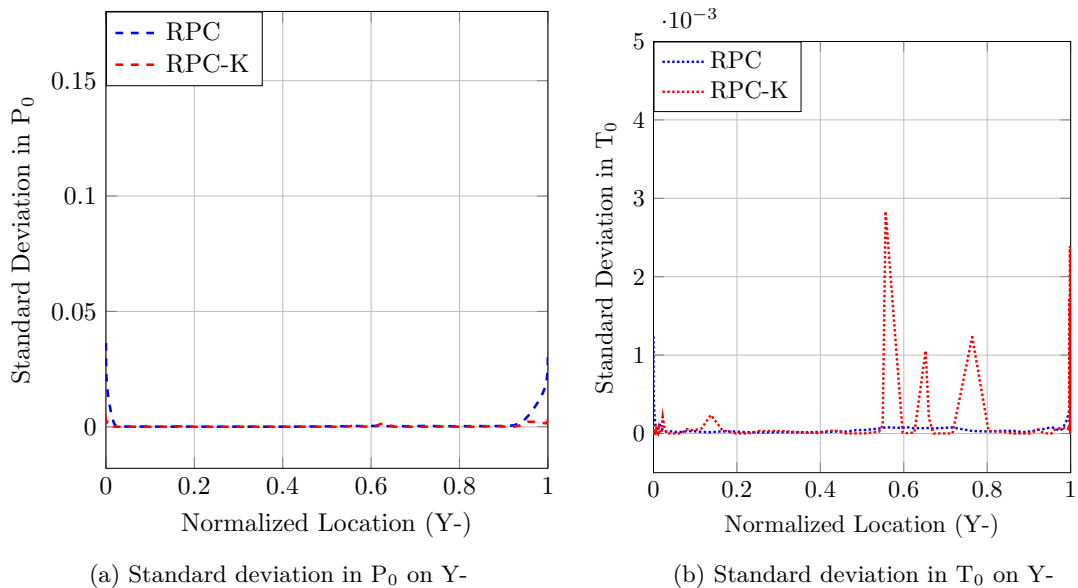 RPC
RPC-K
0.15
0.1
0.05
0
Standard Deviation in P₀
0 0.2 0.4 0.6 0.8 1
Normalized Location (Y-)
(a) Standard deviation in P₀ on Y-
·10⁻³
RPC
RPC-K
5
4
3
2
1
0
Standard Deviation in T₀
0 0.2 0.4 0.6 0.8 1
Normalized Location (Y-)
(b) Standard deviation in T₀ on Y-